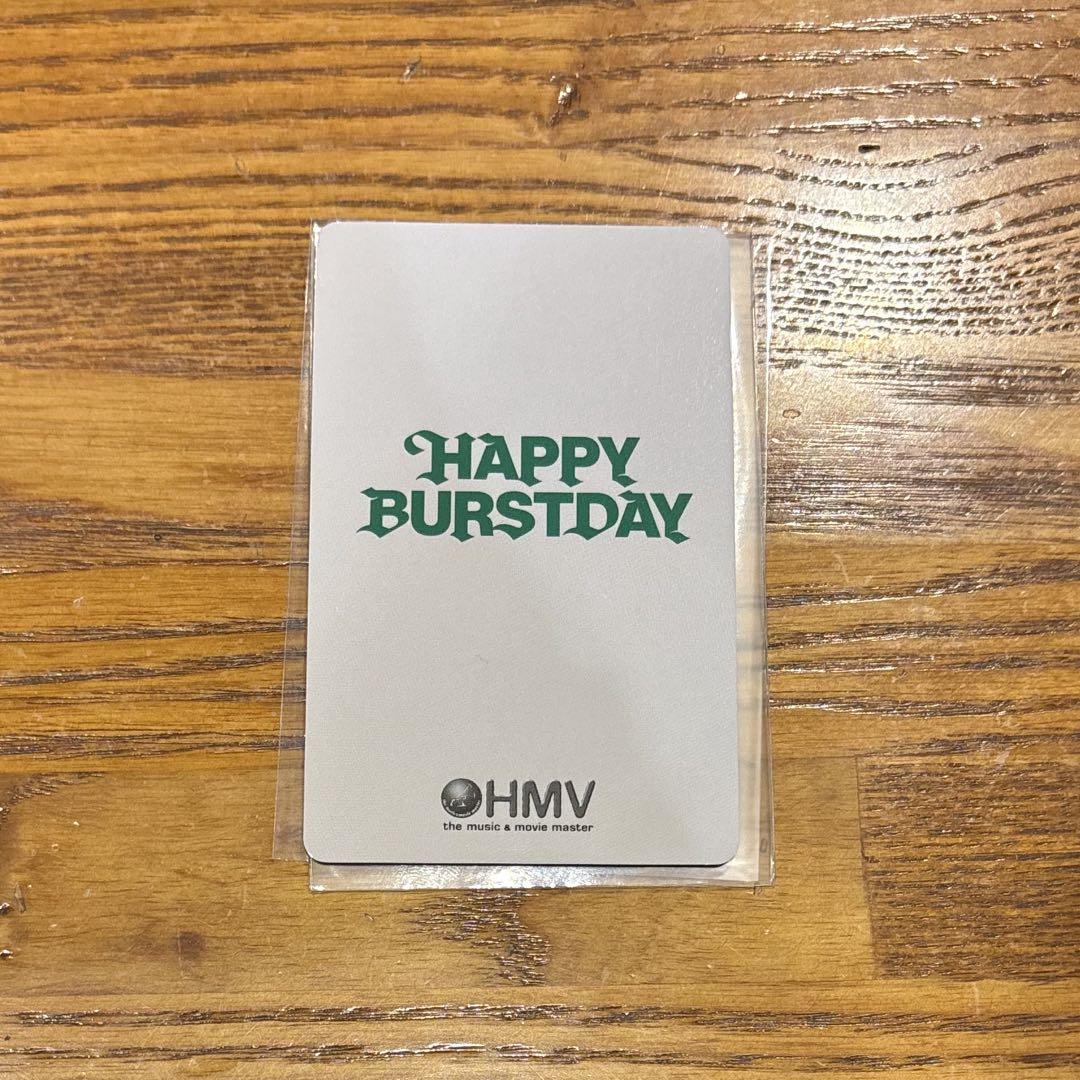 HAPPY
BURSTDAY
HMV
the music & movie master